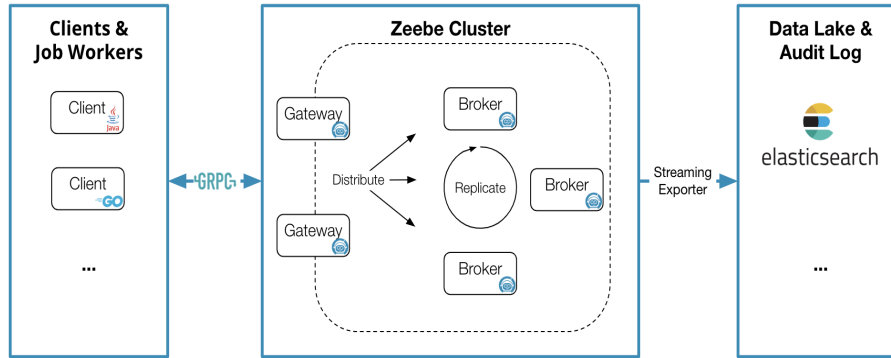 Clients &
Job Workers
Client
Java
Client
GO
...
GRPC
Zeebe Cluster
Gateway
Gateway
Distribute
Broker
Replicate
Broker
Broker
Streaming
Exporter
Data Lake &
Audit Log
elasticsearch
...